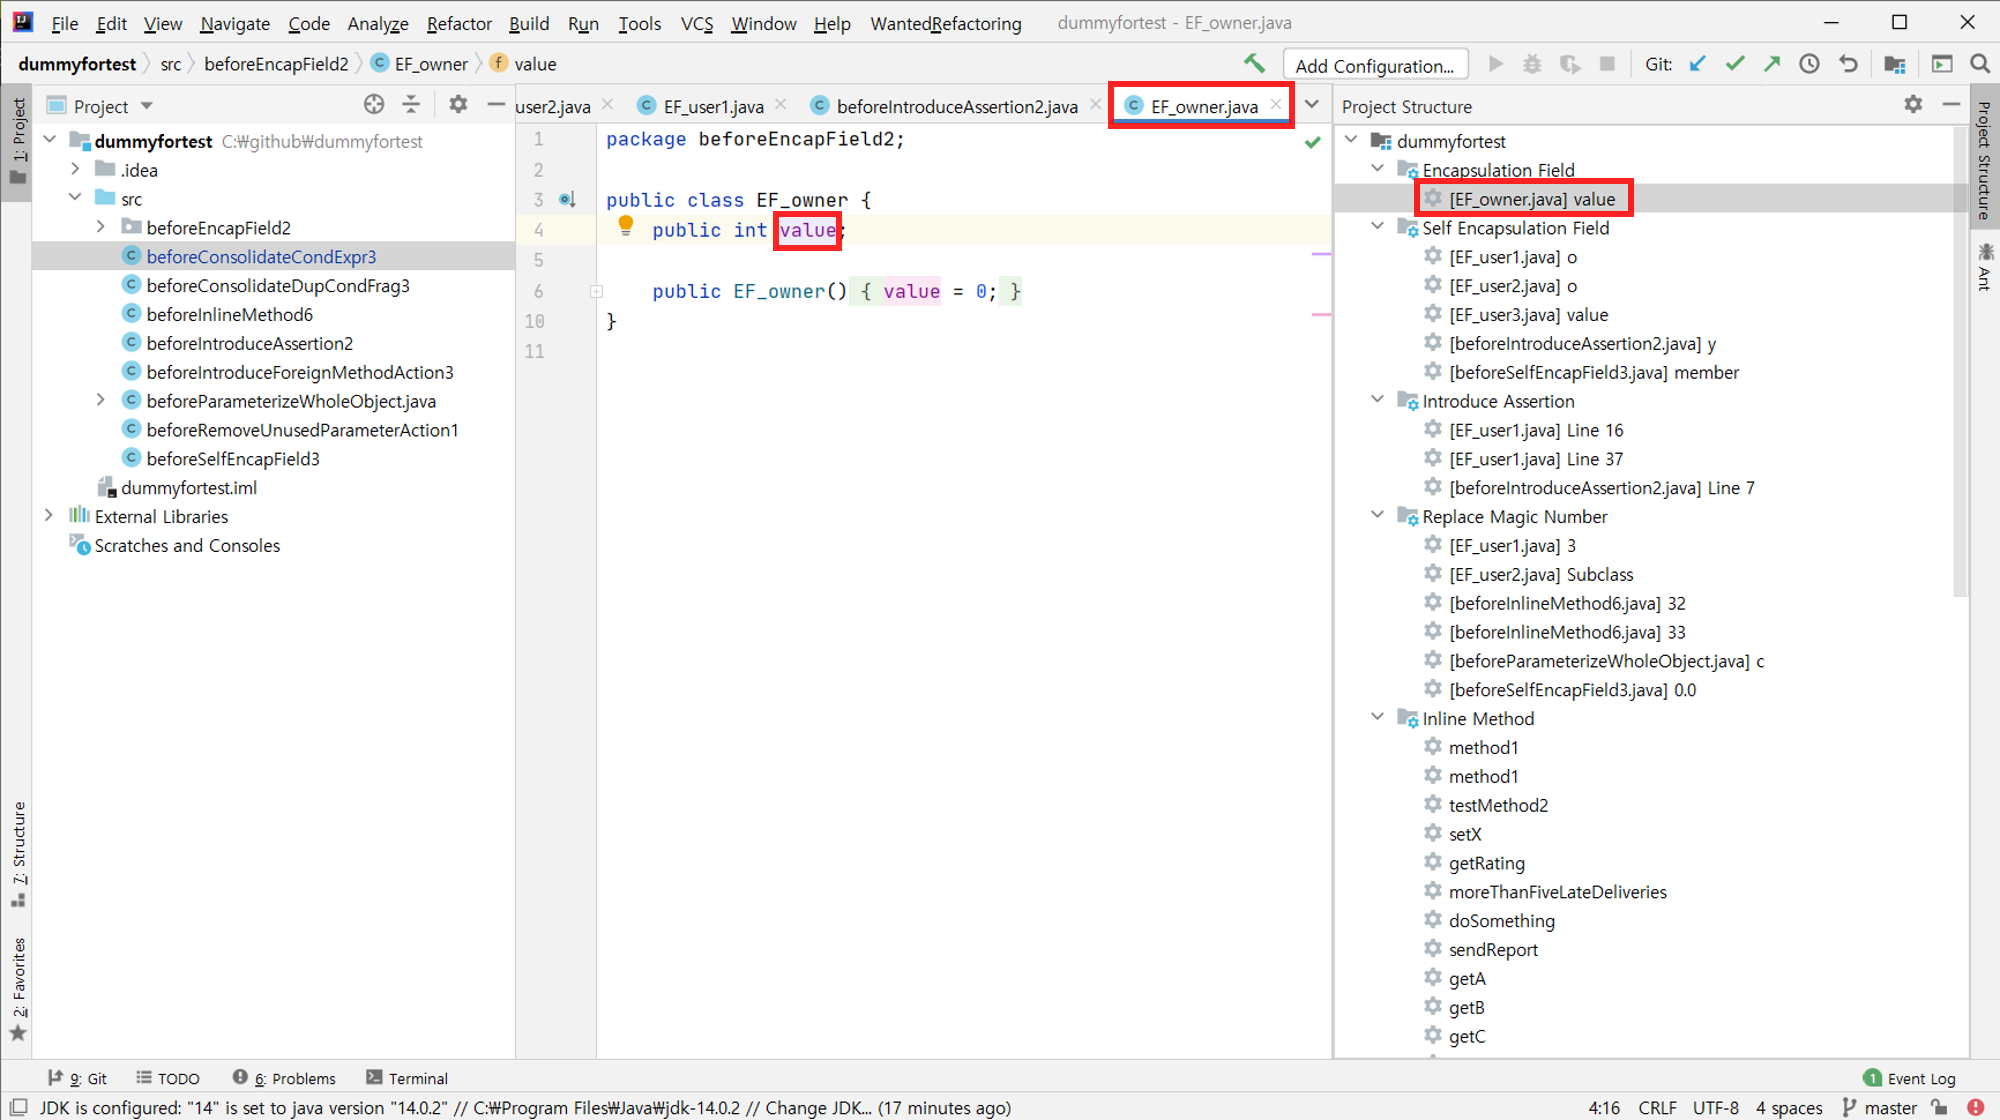 File Edit View Navigate Code Analyze Refactor Build Run Tools VCS Window Help WantedRefactoring dummyfortest - EF_owner.java
dummyfortest src beforeEncapField2 EF_owner value
Add Configuration... Git:
1: Project
Project
user2.java EF_user1.java beforeIntroduceAssertion2.java EF_owner.java
dummyfortest C:￦github￦dummyfortest
.idea
src
beforeEncapField2
beforeConsolidateCondExpr3
beforeConsolidateDupCondFrag3
beforeInlineMethod6
beforeIntroduceAssertion2
beforeIntroduceForeignMethodAction3
beforeParameterizeWholeObject.java
beforeRemoveUnusedParameterAction1
beforeSelfEncapField3
dummyfortest.iml
External Libraries
Scratches and Consoles
1 package beforeEncapField2;
2
3 public class EF_owner {
4 public int value;
5
6 public EF_owner() { value = 0; }
10 }
11
Project Structure
dummyfortest
Encapsulation Field
[EF_owner.java] value
Self Encapsulation Field
[EF_user1.java] o
[EF_user2.java] o
[EF_user3.java] value
[beforeIntroduceAssertion2.java] y
[beforeSelfEncapField3.java] member
Introduce Assertion
[EF_user1.java] Line 16
[EF_user1.java] Line 37
[beforeIntroduceAssertion2.java] Line 7
Replace Magic Number
[EF_user1.java] 3
[EF_user2.java] Subclass
[beforeInlineMethod6.java] 32
[beforeInlineMethod6.java] 33
[beforeParameterizeWholeObject.java] c
[beforeSelfEncapField3.java] 0.0
Inline Method
method1
method1
testMethod2
setX
getRating
moreThanFiveLateDeliveries
doSomething
sendReport
getA
getB
getC
Project Structure
Ant
7: Structure
2: Favorites
9: Git TODO 6: Problems Terminal
1 Event Log
JDK is configured: "14" is set to java version "14.0.2" // C:￦Program Files￦Java￦jdk-14.0.2 // Change JDK... (17 minutes ago)
4:16 CRLF UTF-8 4 spaces master